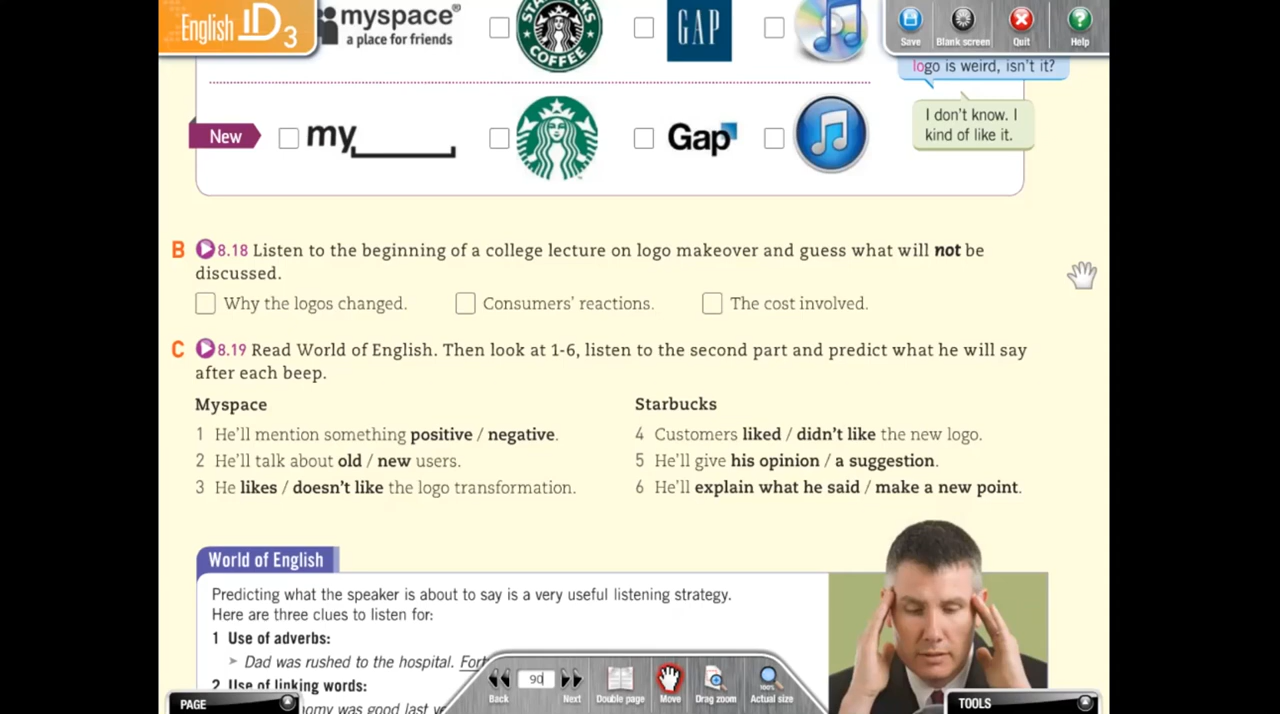 English iD 3
myspace®
a place for friends
STARBUCKS
COFFEE
GAP
Save Blank screen Quit Help
logo is weird, isn't it?
I don't know. I
kind of like it.
New
my
Gap
B 8.18 Listen to the beginning of a college lecture on logo makeover and guess what will not be
discussed.
Why the logos changed. Consumers' reactions. The cost involved.
C 8.19 Read World of English. Then look at 1-6, listen to the second part and predict what he will say
after each beep.
Myspace
1 He'll mention something positive / negative.
2 He'll talk about old / new users.
3 He likes / doesn't like the logo transformation.
Starbucks
4 Customers liked / didn't like the new logo.
5 He'll give his opinion / a suggestion.
6 He'll explain what he said / make a new point.
World of English
Predicting what the speaker is about to say is a very useful listening strategy.
Here are three clues to listen for:
1 Use of adverbs:
➤ Dad was rushed to the hospital.
2 Use of linking words:
was good last
90
Back Next Double page Move Drag zoom 100% Actual size
PAGE
TOOLS